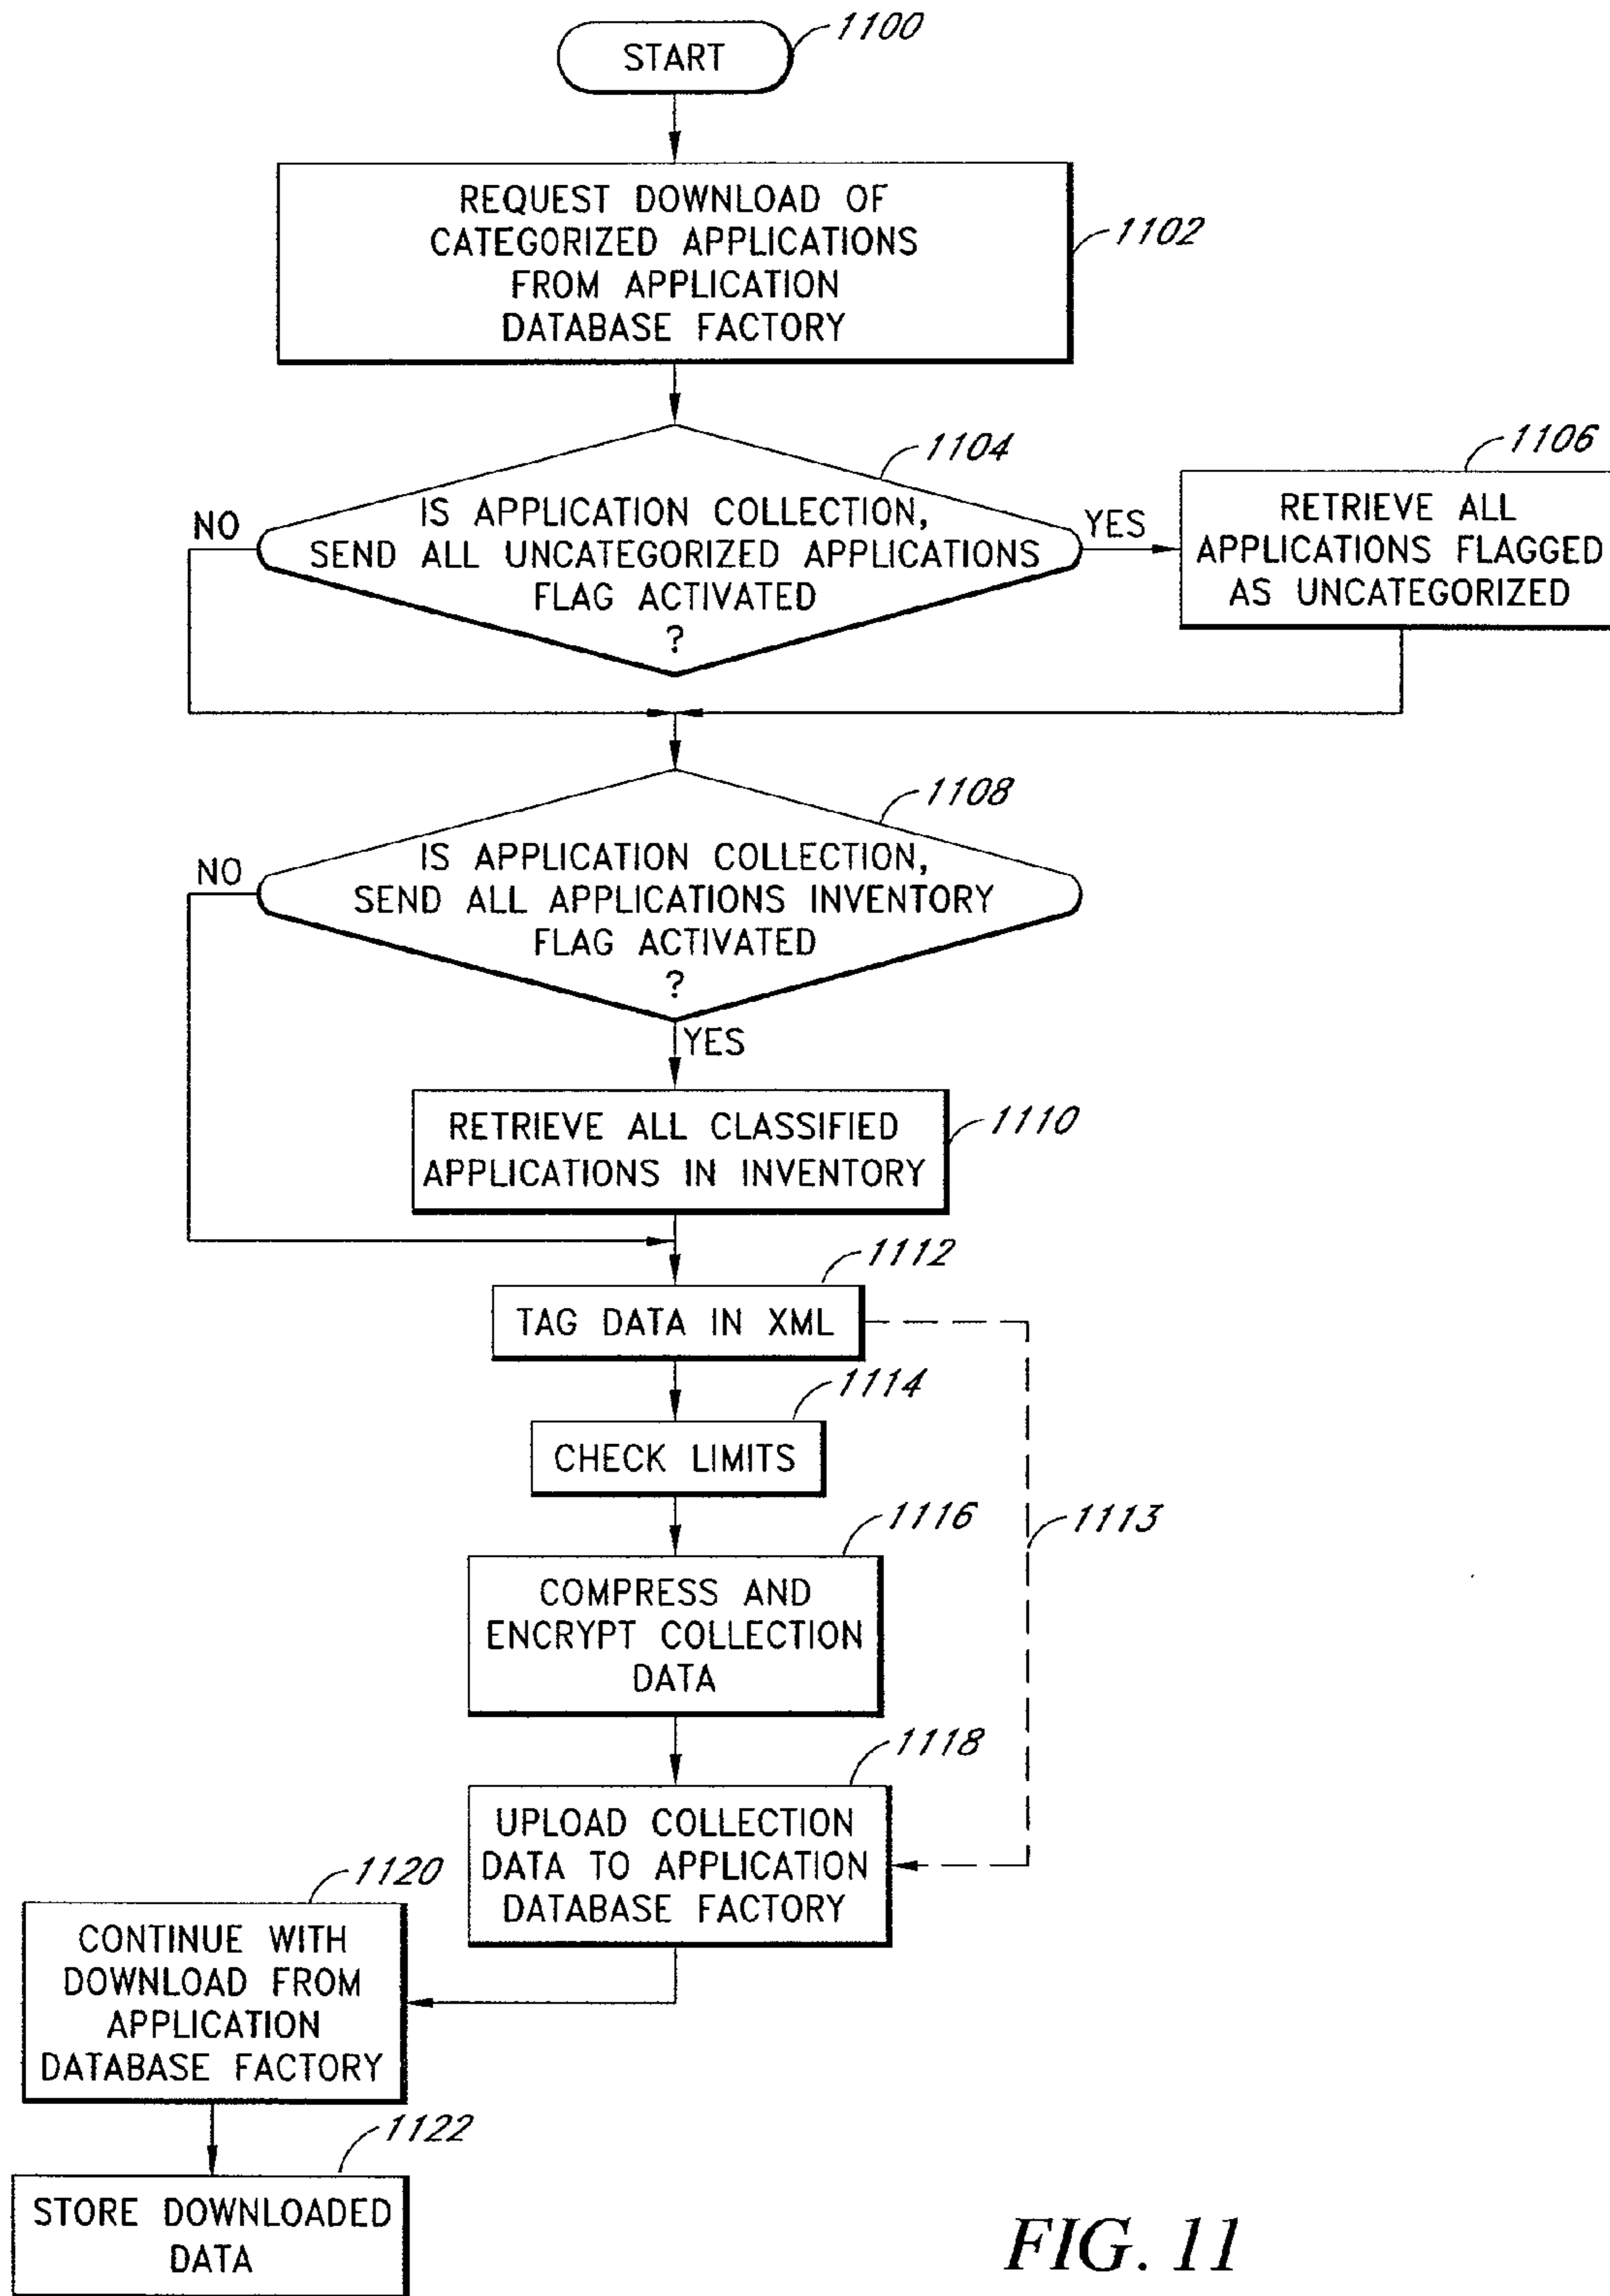 START
1100
REQUEST DOWNLOAD OF
CATEGORIZED APPLICATIONS
FROM APPLICATION
DATABASE FACTORY
1102
1104
IS APPLICATION COLLECTION,
SEND ALL UNCATEGORIZED APPLICATIONS
FLAG ACTIVATED
?
NO
YES
1106
RETRIEVE ALL
APPLICATIONS FLAGGED
AS UNCATEGORIZED
1108
IS APPLICATION COLLECTION,
SEND ALL APPLICATIONS INVENTORY
FLAG ACTIVATED
?
NO
YES
RETRIEVE ALL CLASSIFIED
APPLICATIONS IN INVENTORY
1110
1112
TAG DATA IN XML
1114
CHECK LIMITS
1113
1116
COMPRESS AND
ENCRYPT COLLECTION
DATA
1118
UPLOAD COLLECTION
DATA TO APPLICATION
DATABASE FACTORY
1120
CONTINUE WITH
DOWNLOAD FROM
APPLICATION
DATABASE FACTORY
1122
STORE DOWNLOADED
DATA
FIG. 11